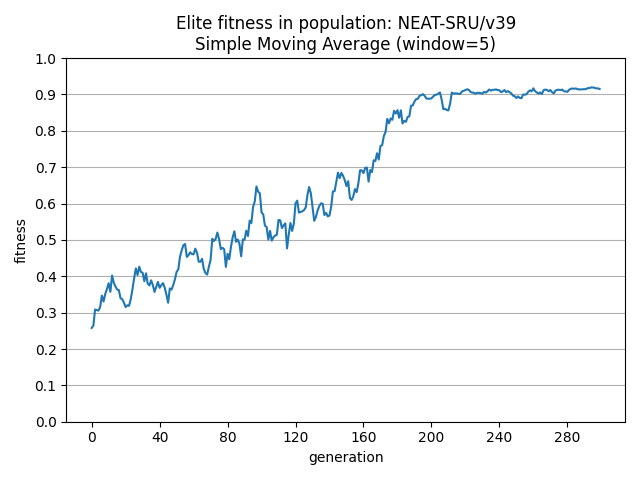 Elite fitness in population: NEAT-SRU/v39
Simple Moving Average (window=5)
1.0
0.9
0.8
0.7
0.6
0.5
0.4
0.3
0.2
0.1
0.0
fitness
0 40 80 120 160 200 240 280
generation